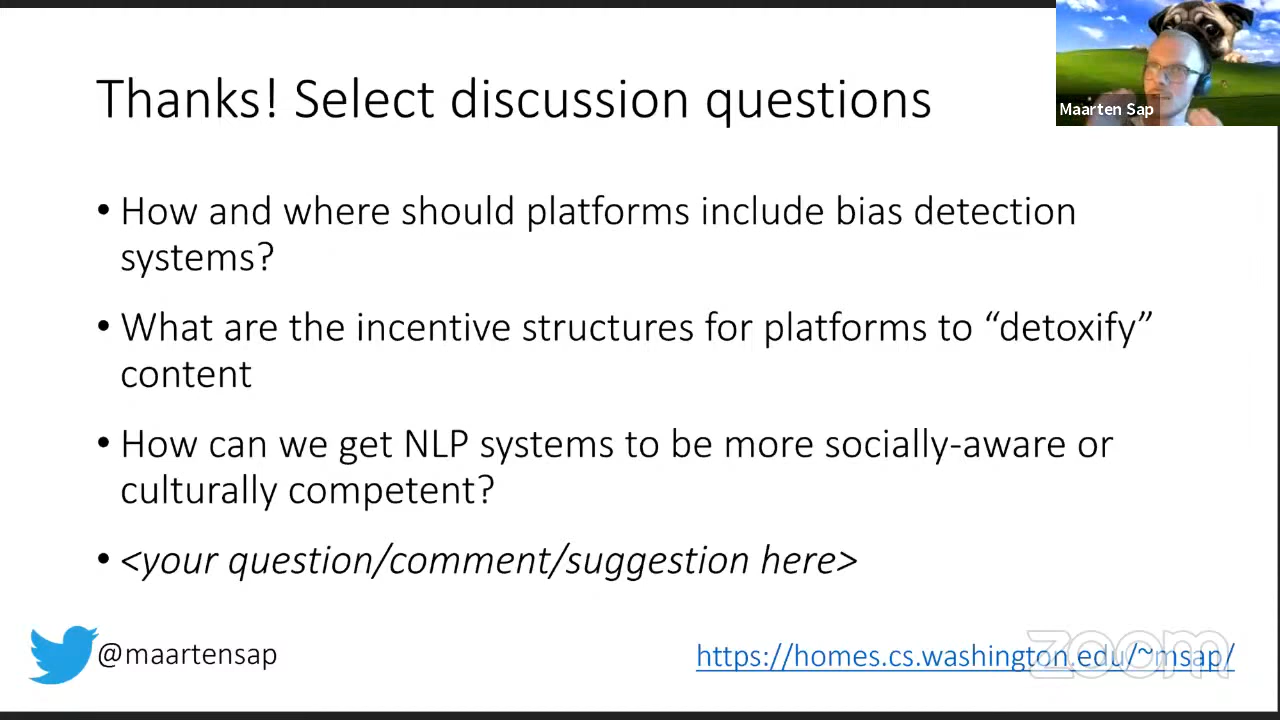 Thanks! Select discussion questions
Maarten Sap
• How and where should platforms include bias detection
systems?
• What are the incentive structures for platforms to “detoxify”
content
• How can we get NLP systems to be more socially-aware or
culturally competent?
• <your question/comment/suggestion here>
@maartensap
https://homes.cs.washington.edu/~msap/
zoom